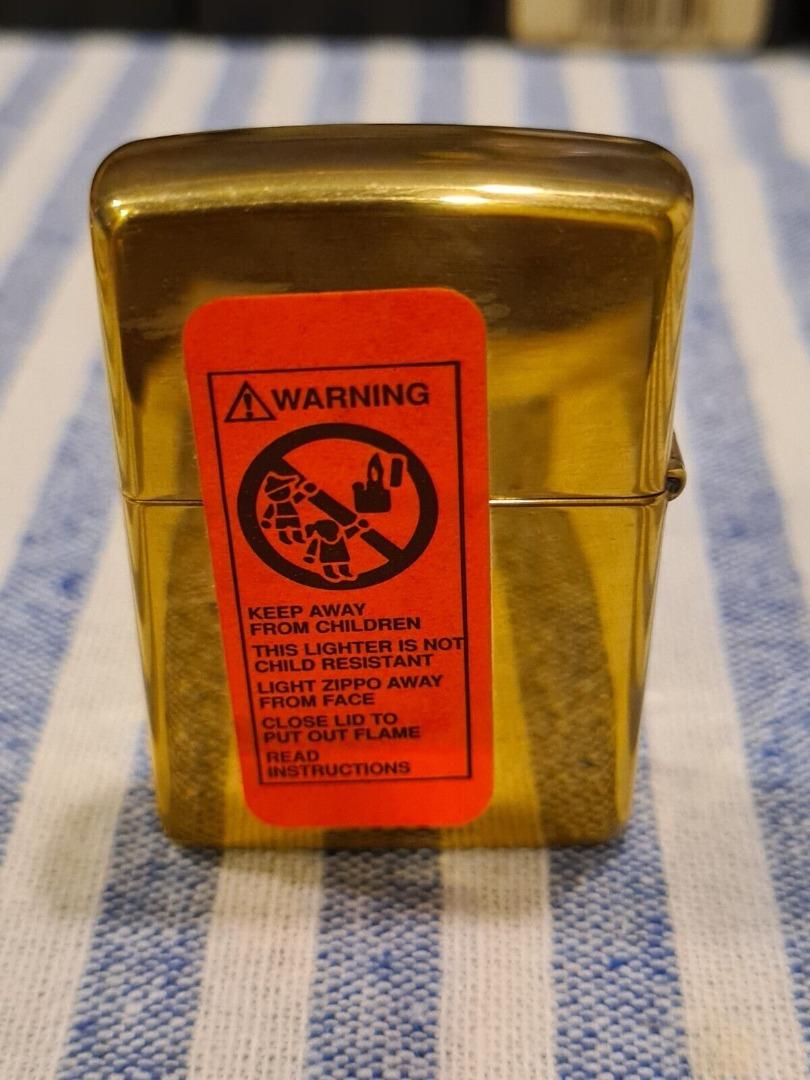 WARNING
KEEP AWAY
FROM CHILDREN
THIS LIGHTER IS NOT
CHILD RESISTANT
LIGHT ZIPPO AWAY
FROM FACE
CLOSE LID TO
PUT OUT FLAME
READ
INSTRUCTIONS